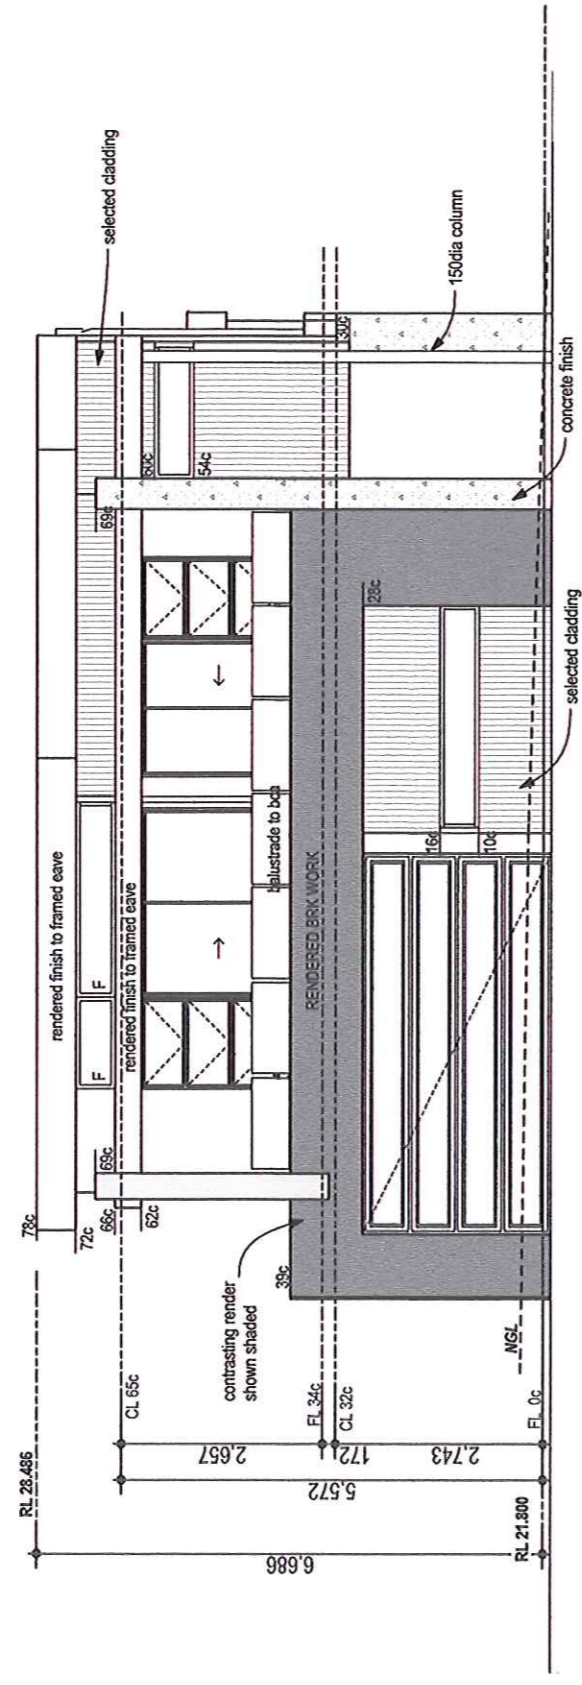 RL 28.486
78c
72c
66c
62c
69c
rendered finish to framed eave
F
F
rendered finish to framed eave
selected cladding
CL 65c
69c
60c
54c
30c
150dia column
concrete finish
balustrade to bca
RENDERED BRK WORK
contrasting render
shown shaded
39c
28c
16c
10c
selected cladding
FL 34c
CL 32c
NGL
FL 0c
RL 21.800
2,657
172
2,743
5,572
6,686